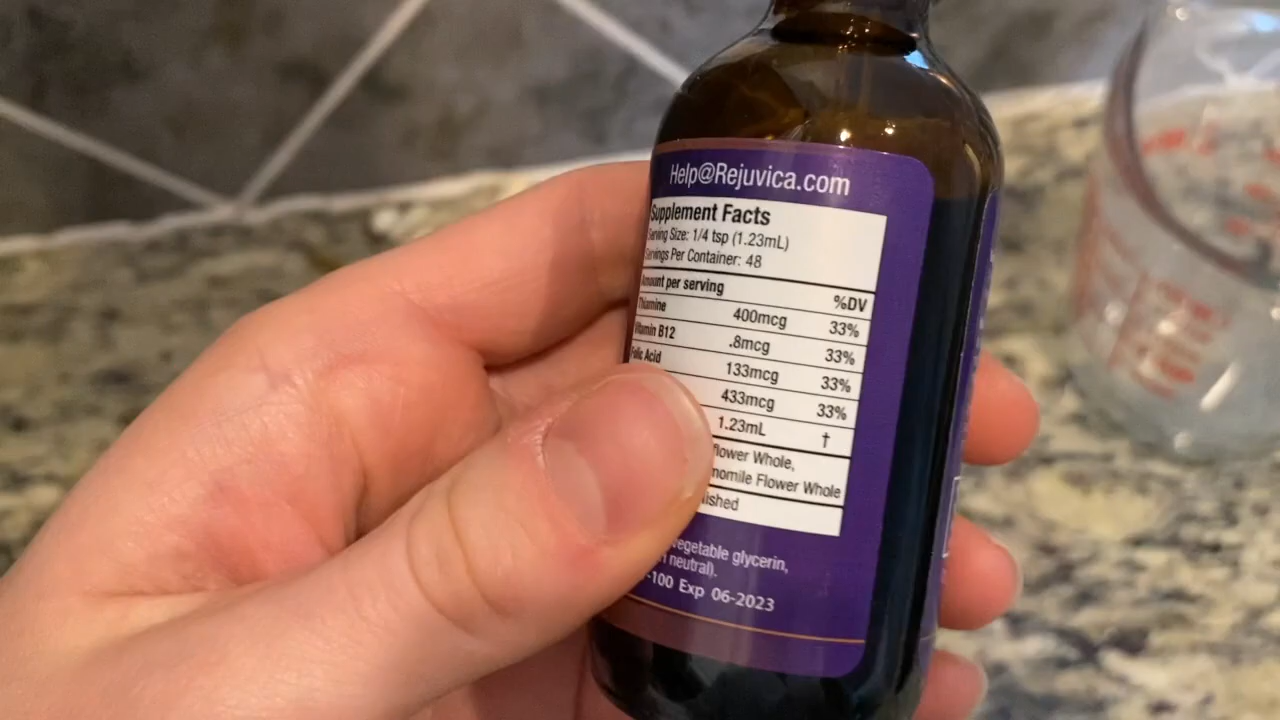 Help@Rejuvica.com
Supplement Facts
Serving Size: 1/4 tsp (1.23mL)
Servings Per Container: 48
Amount per serving %DV
Thiamine 400mcg 33%
Vitamin B12 .8mcg 33%
Folic Acid 133mcg 33%
433mcg 33%
1.23mL †
flower Whole,
momile Flower Whole
ished
vegetable glycerin,
n neutral).
-100 Exp 06-2023